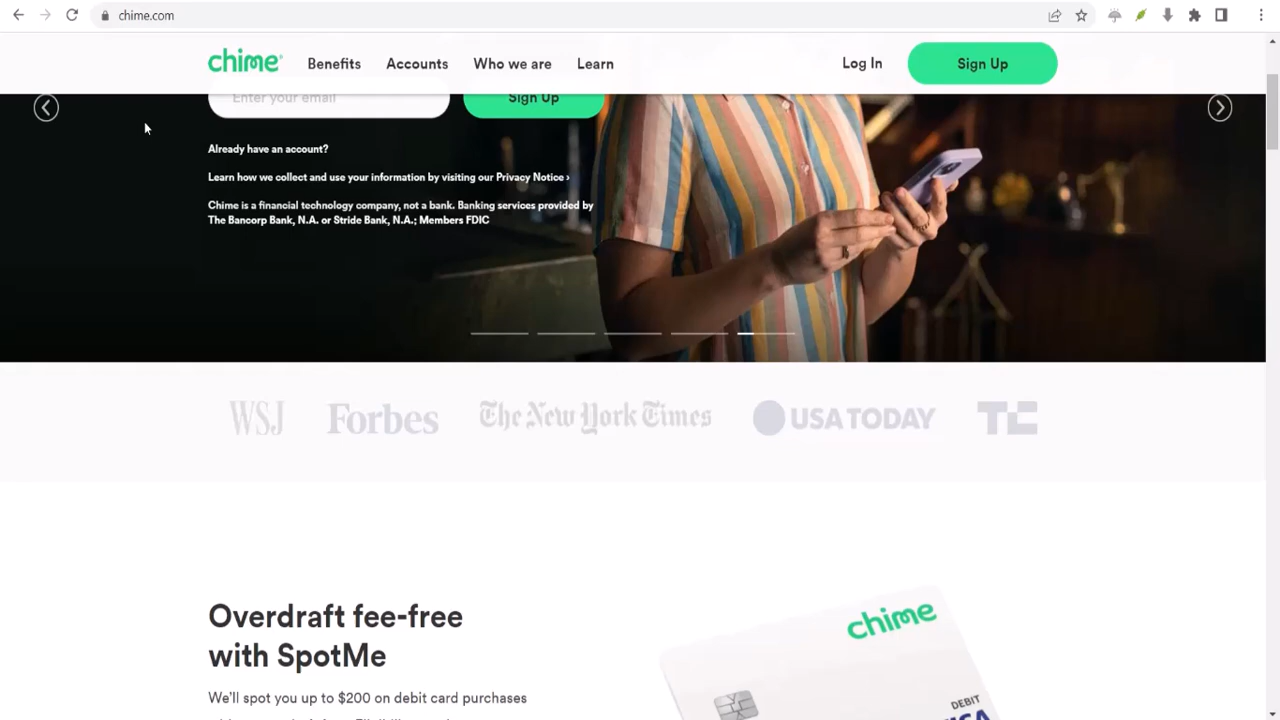 chime.com
chime
Benefits
Accounts
Who we are
Learn
Log In
Sign Up
Enter your email
Sign Up
Already have an account?
Learn how we collect and use your information by visiting our Privacy Notice ›
Chime is a financial technology company, not a bank. Banking services provided by
The Bancorp Bank, N.A. or Stride Bank, N.A.; Members FDIC
WSJ
Forbes
The New York Times
USA TODAY
TC
Overdraft fee-free
with SpotMe
We'll spot you up to $200 on debit card purchases
chime
DEBIT
VISA